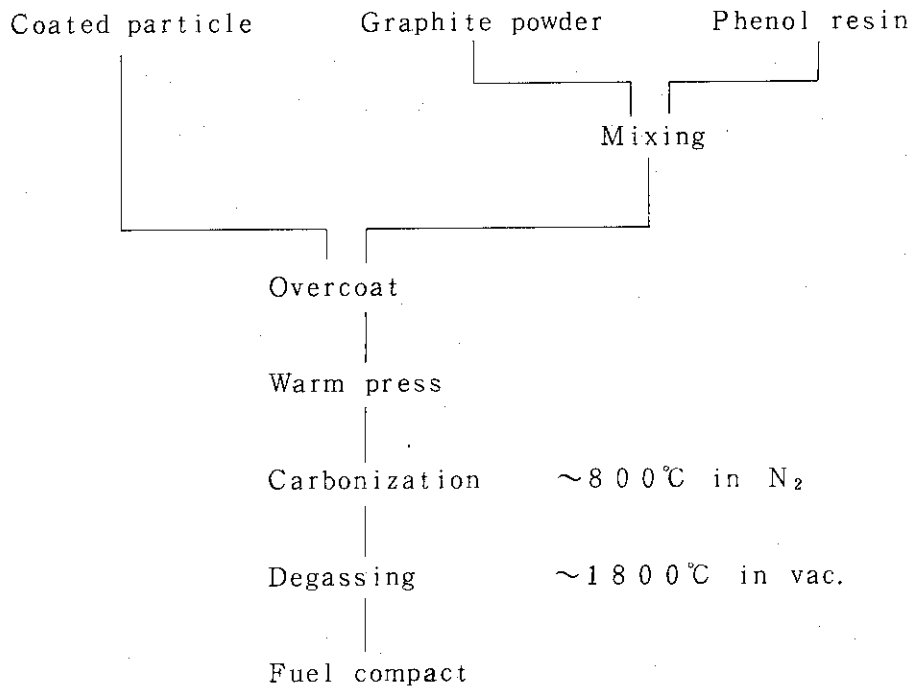 Coated particle Graphite powder Phenol resin
Mixing
Overcoat
Warm press
Carbonization ~800℃ in N₂
Degassing ~1800℃ in vac.
Fuel compact